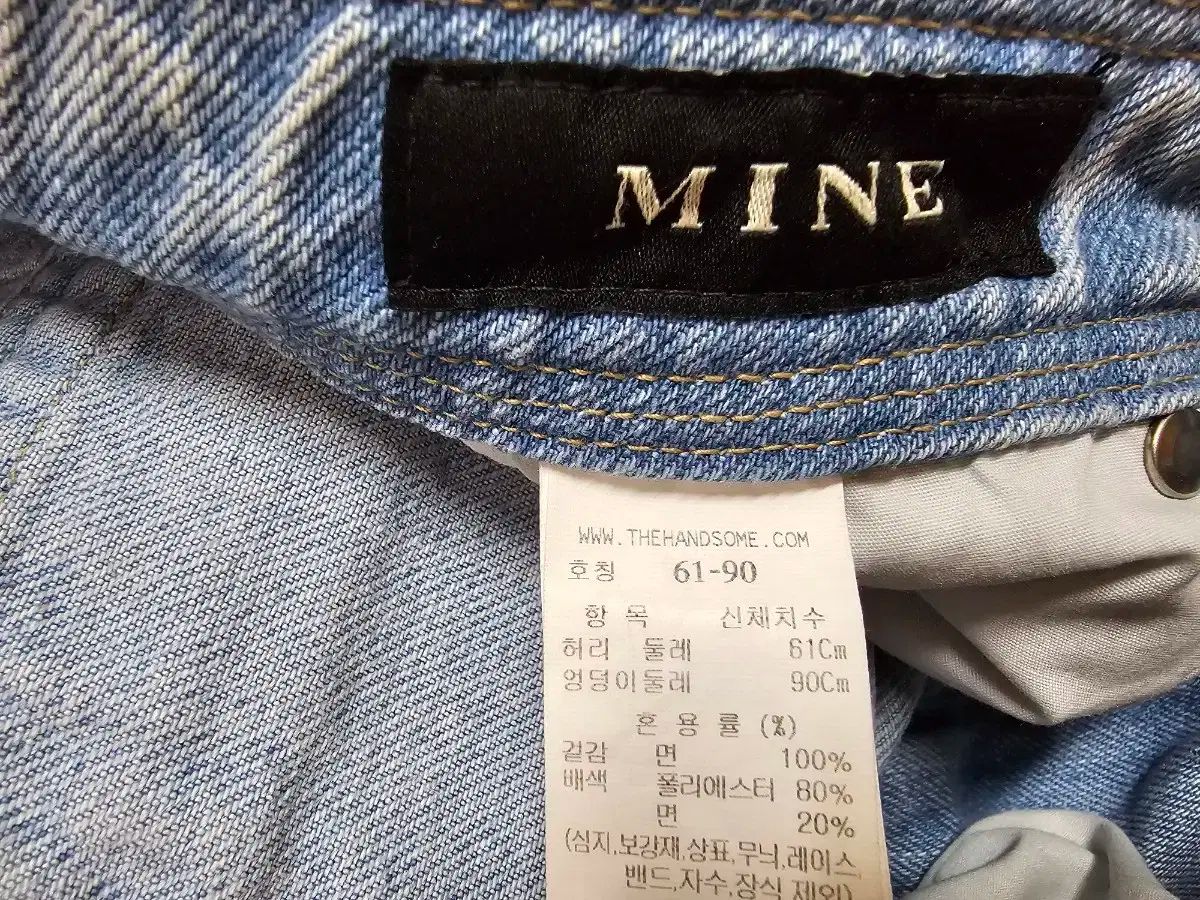 MINE
WWW.THEHANDSOME.COM
호칭 61-90
항 목 신체치수
허리 둘레 61Cm
엉덩이둘레 90Cm
혼 용 률 (%)
겉감 면 100%
배색 폴리에스터 80%
면 20%
(심지,보강재,상표,무늬,레이스
밴드,자수,장식 제외)